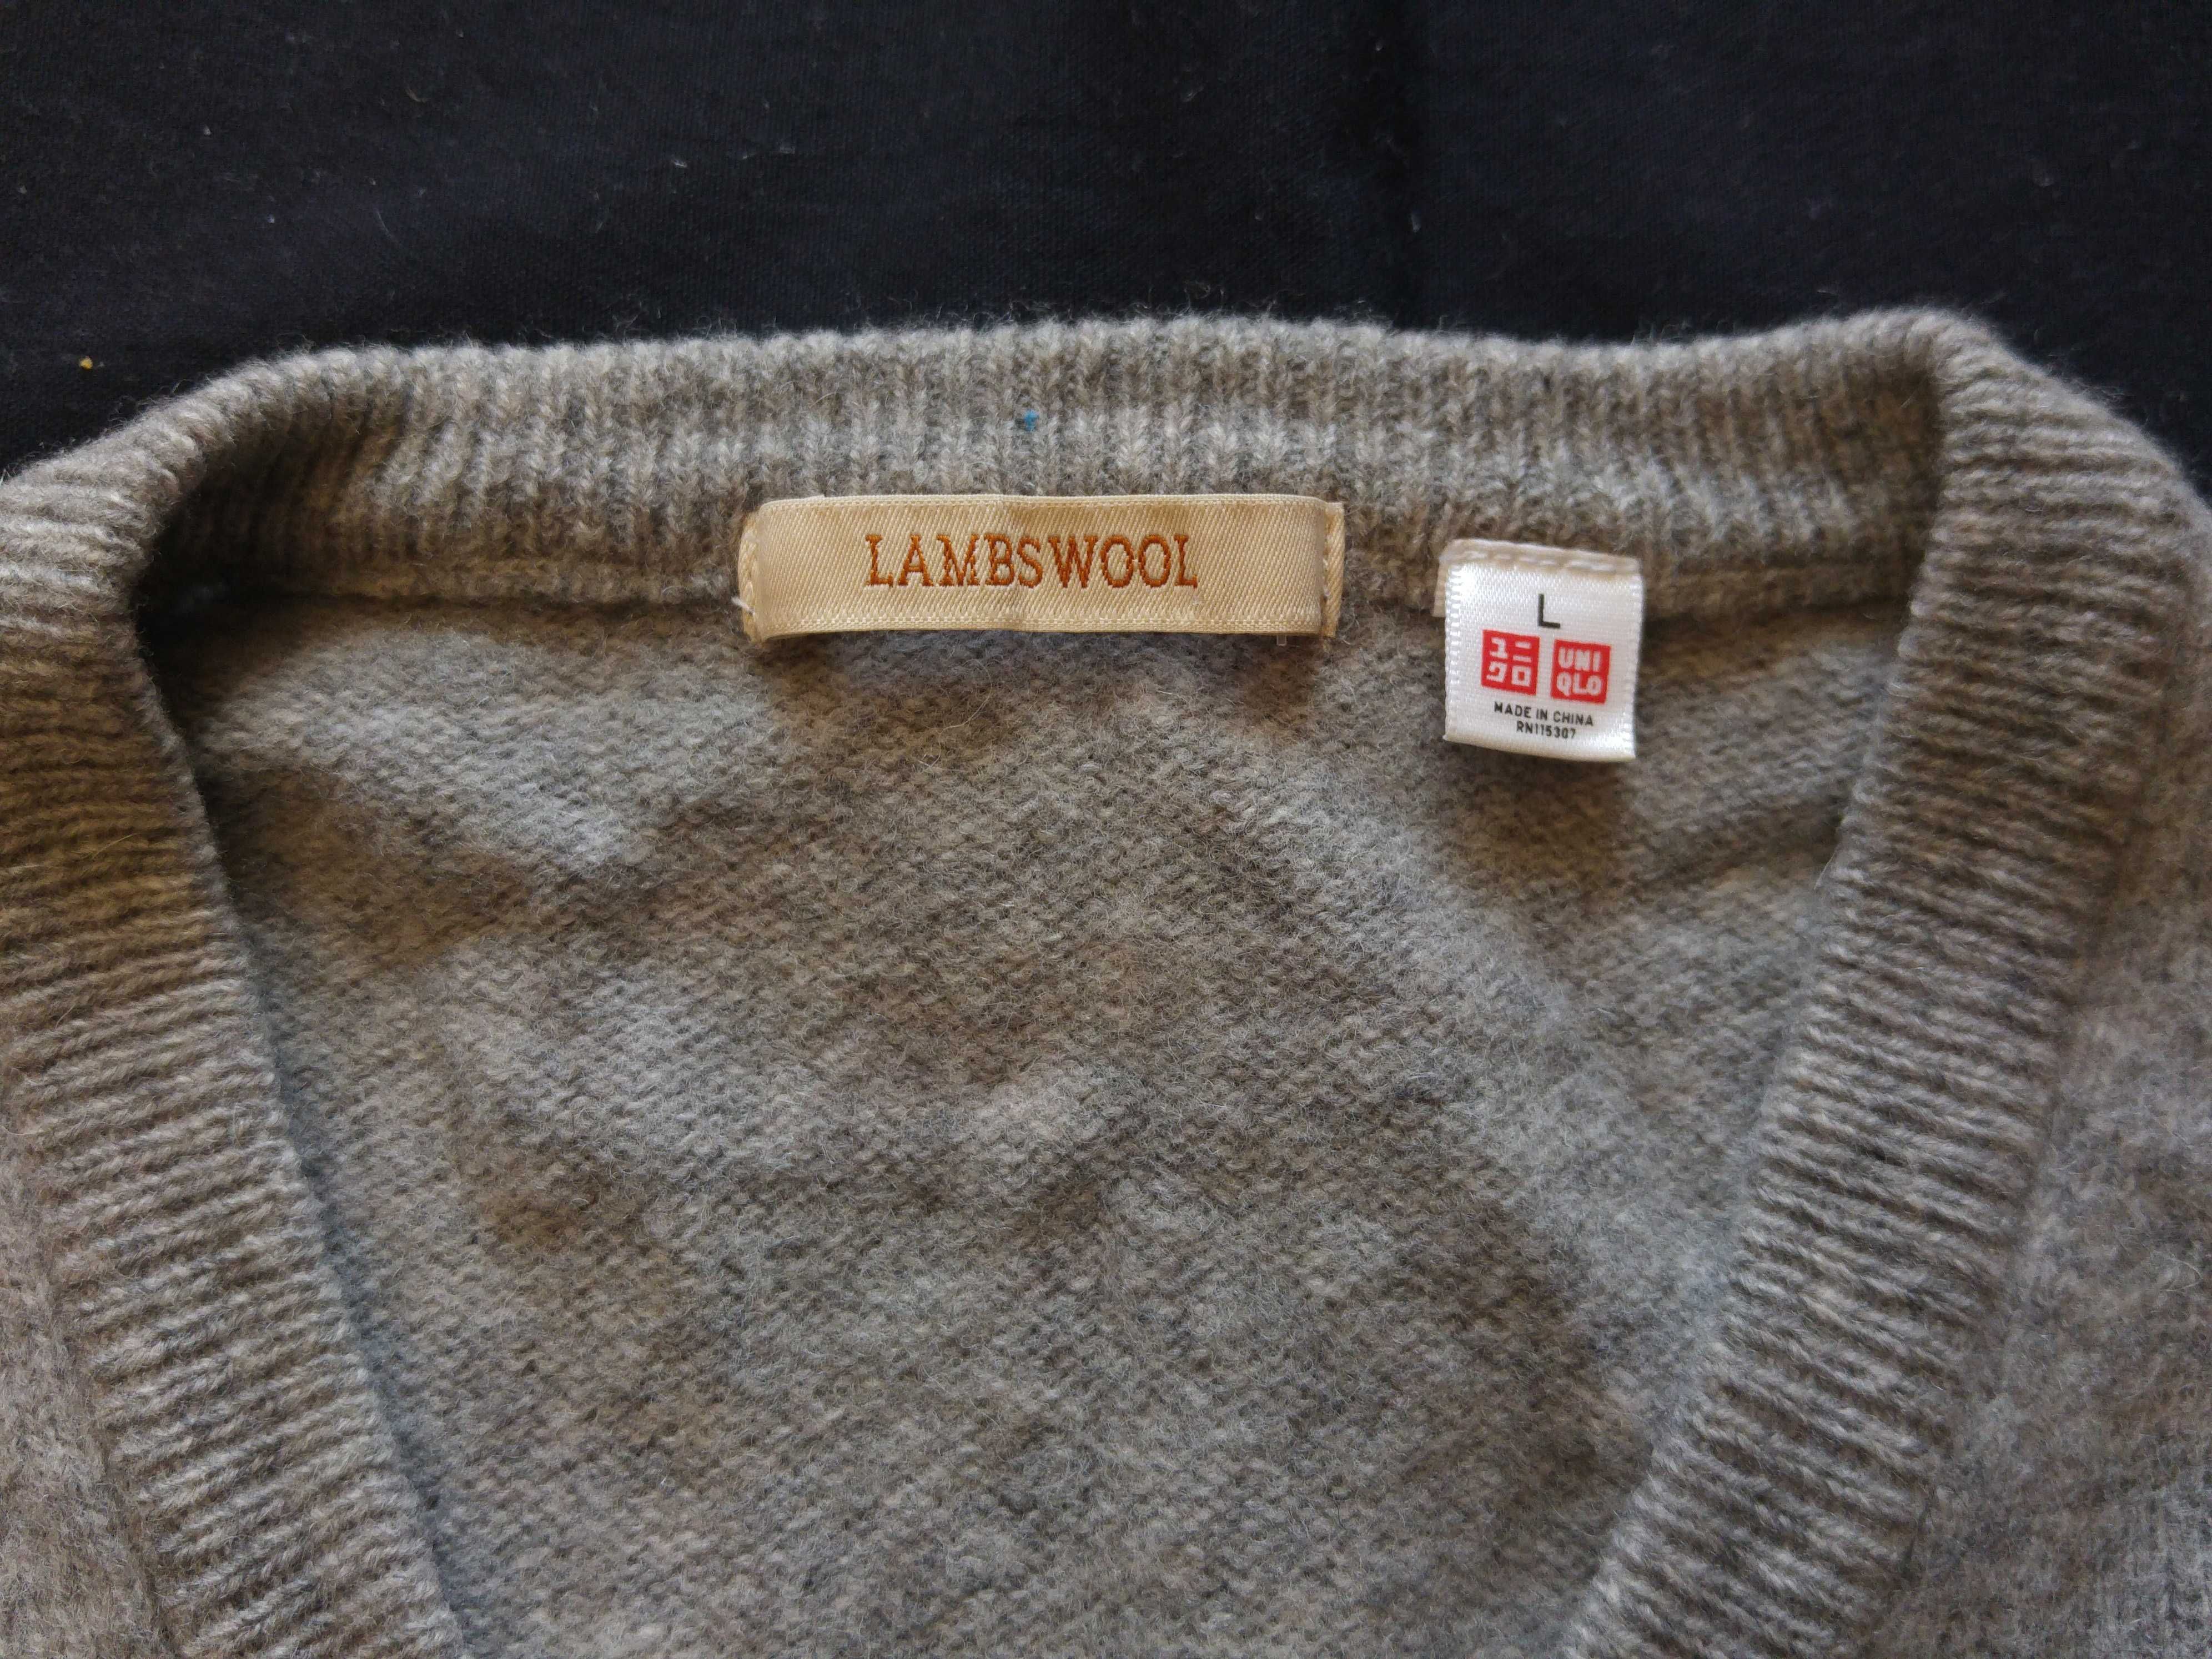 LAMBSWOOL
L
ユニ UNI
クロ QLO
MADE IN CHINA
RN115307